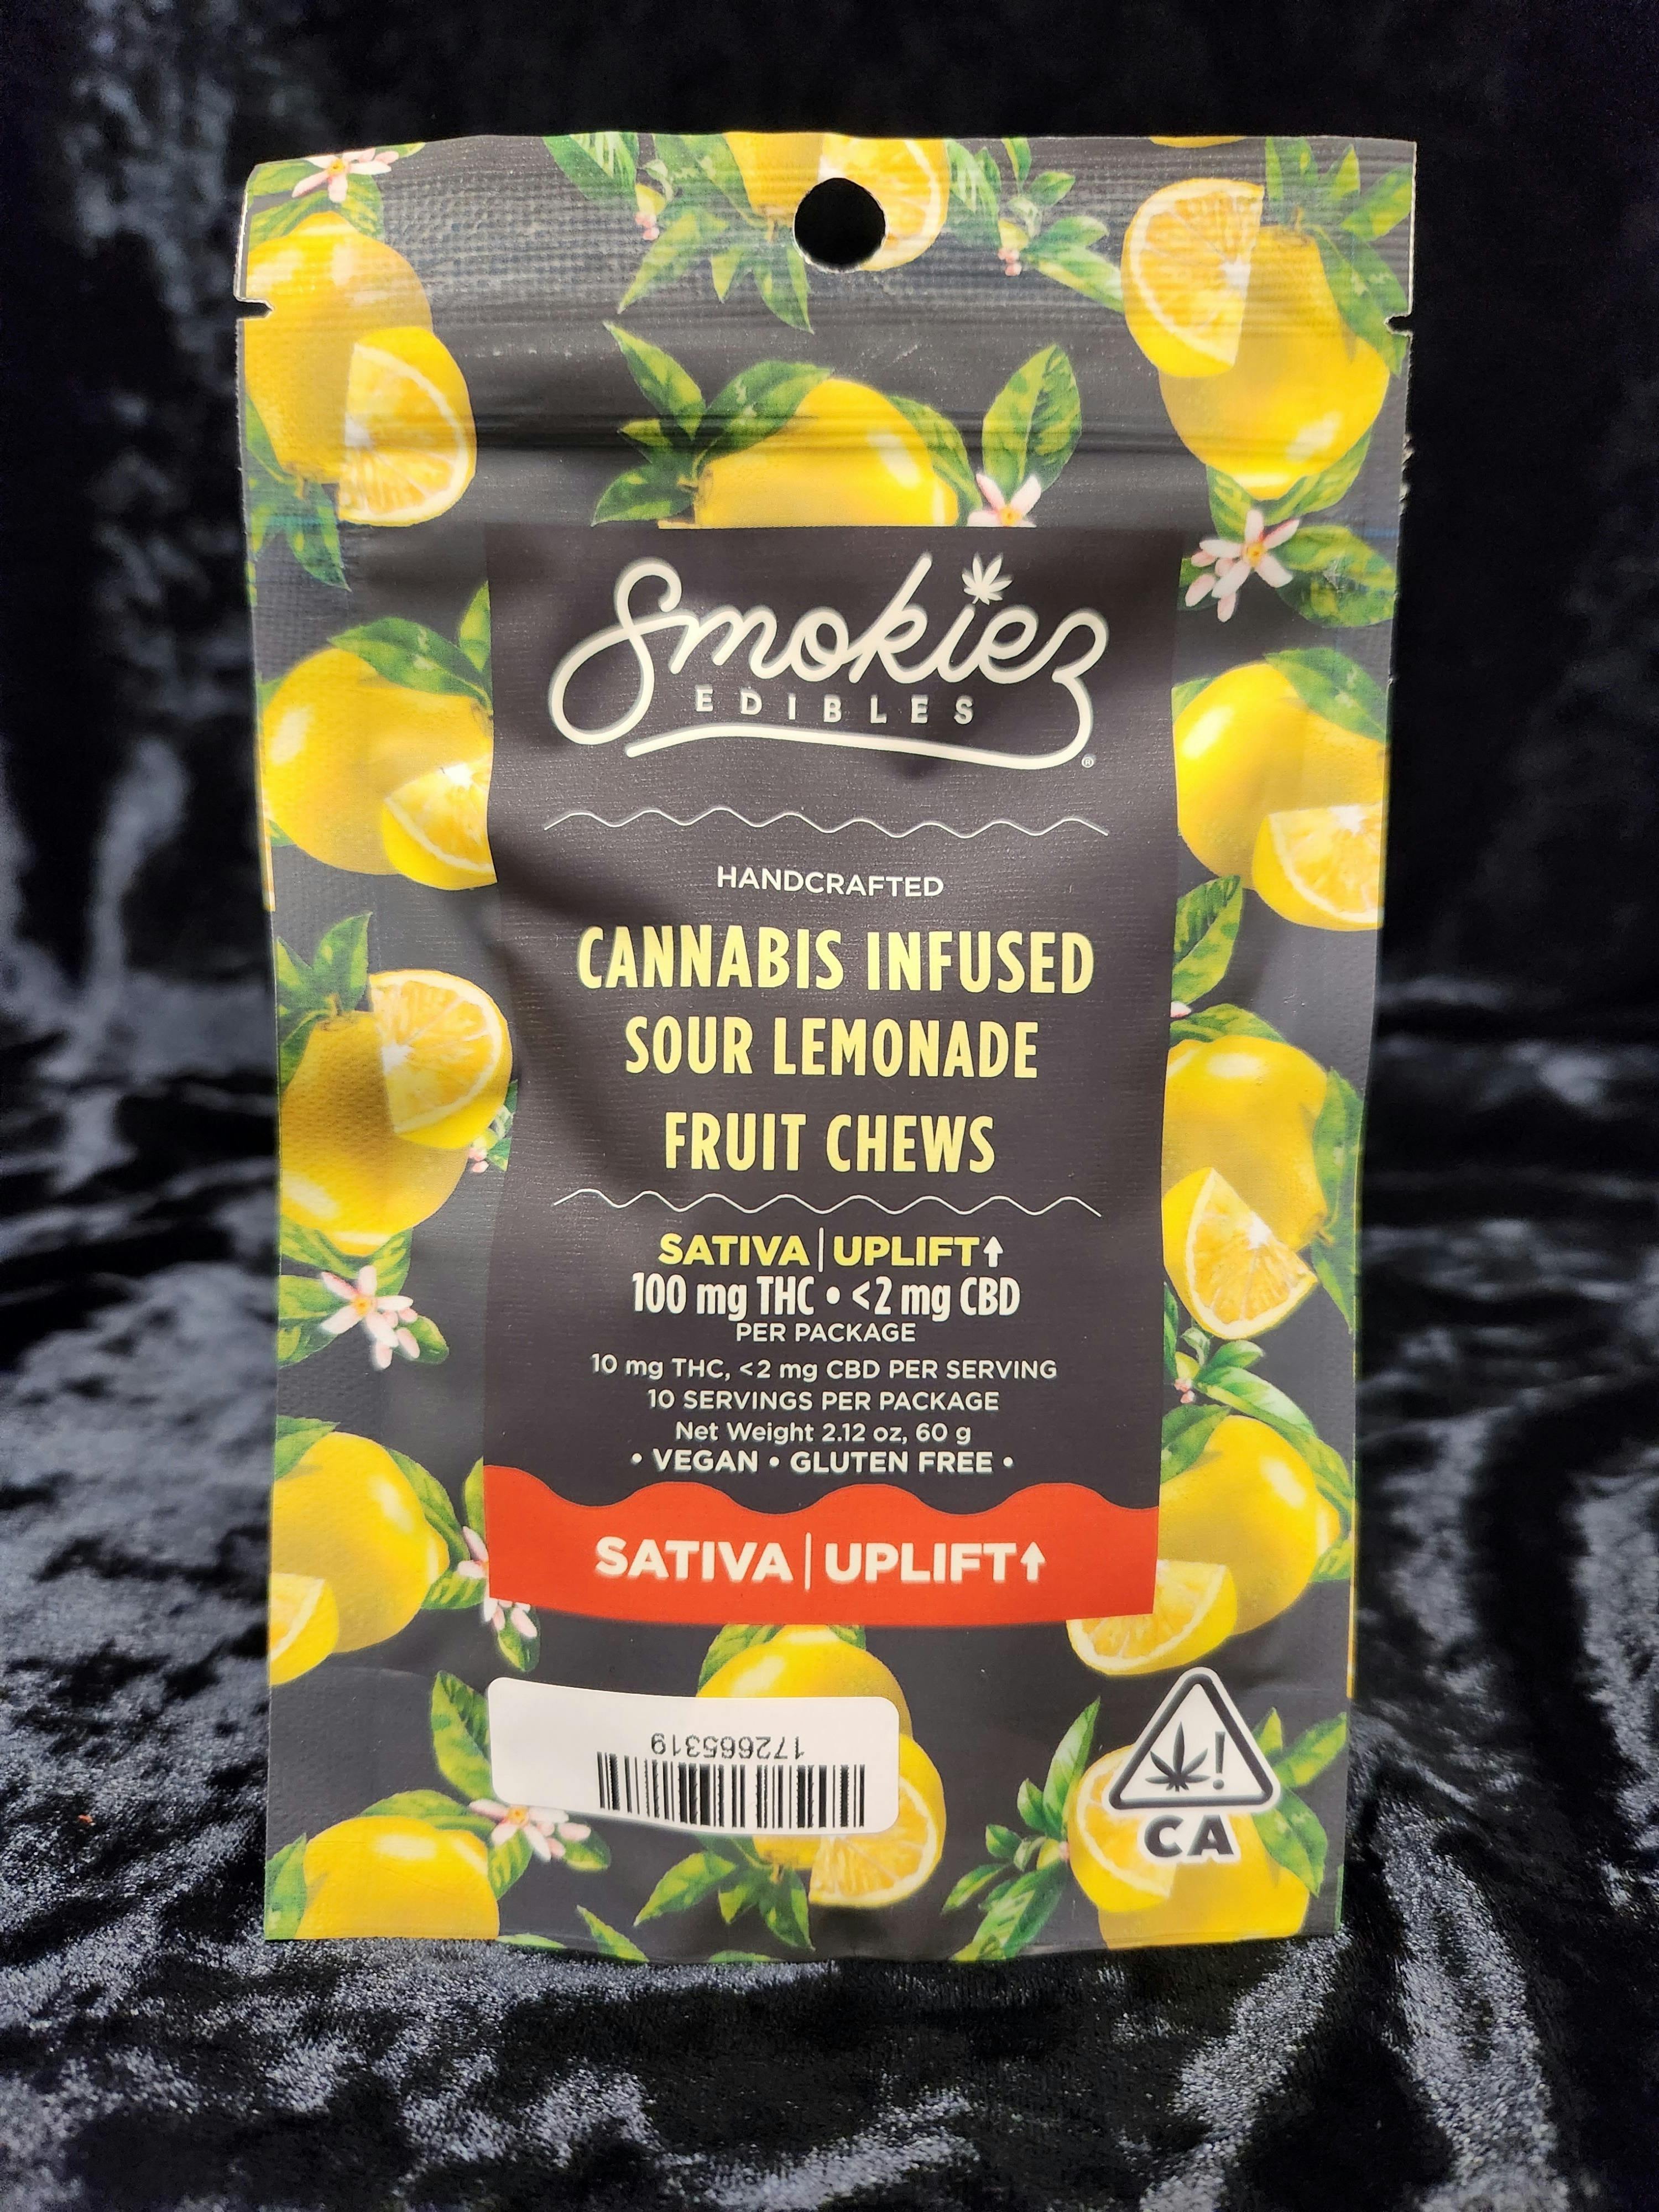 Smokiez
EDIBLES
®
HANDCRAFTED
CANNABIS INFUSED
SOUR LEMONADE
FRUIT CHEWS
SATIVA | UPLIFT↑
100 mg THC • <2 mg CBD
PER PACKAGE
10 mg THC, <2 mg CBD PER SERVING
10 SERVINGS PER PACKAGE
Net Weight 2.12 oz, 60 g
• VEGAN • GLUTEN FREE •
SATIVA | UPLIFT↑
172665319
!
CA